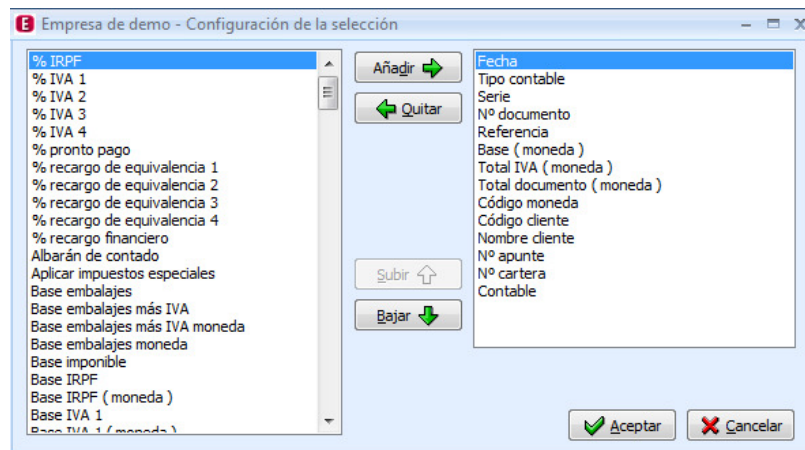 Empresa de demo - Configuración de la selección
% IRPF
% IVA 1
% IVA 2
% IVA 3
% IVA 4
% pronto pago
% recargo de equivalencia 1
% recargo de equivalencia 2
% recargo de equivalencia 3
% recargo de equivalencia 4
% recargo financiero
Albarán de contado
Aplicar impuestos especiales
Base embalajes
Base embalajes más IVA
Base embalajes más IVA moneda
Base embalajes moneda
Base imponible
Base IRPF
Base IRPF ( moneda )
Base IVA 1
Base IVA 1 ( moneda )
Añadir
Quitar
Subir
Bajar
Fecha
Tipo contable
Serie
Nº documento
Referencia
Base ( moneda )
Total IVA ( moneda )
Total documento ( moneda )
Código moneda
Código cliente
Nombre cliente
Nº apunte
Nº cartera
Contable
Aceptar
Cancelar